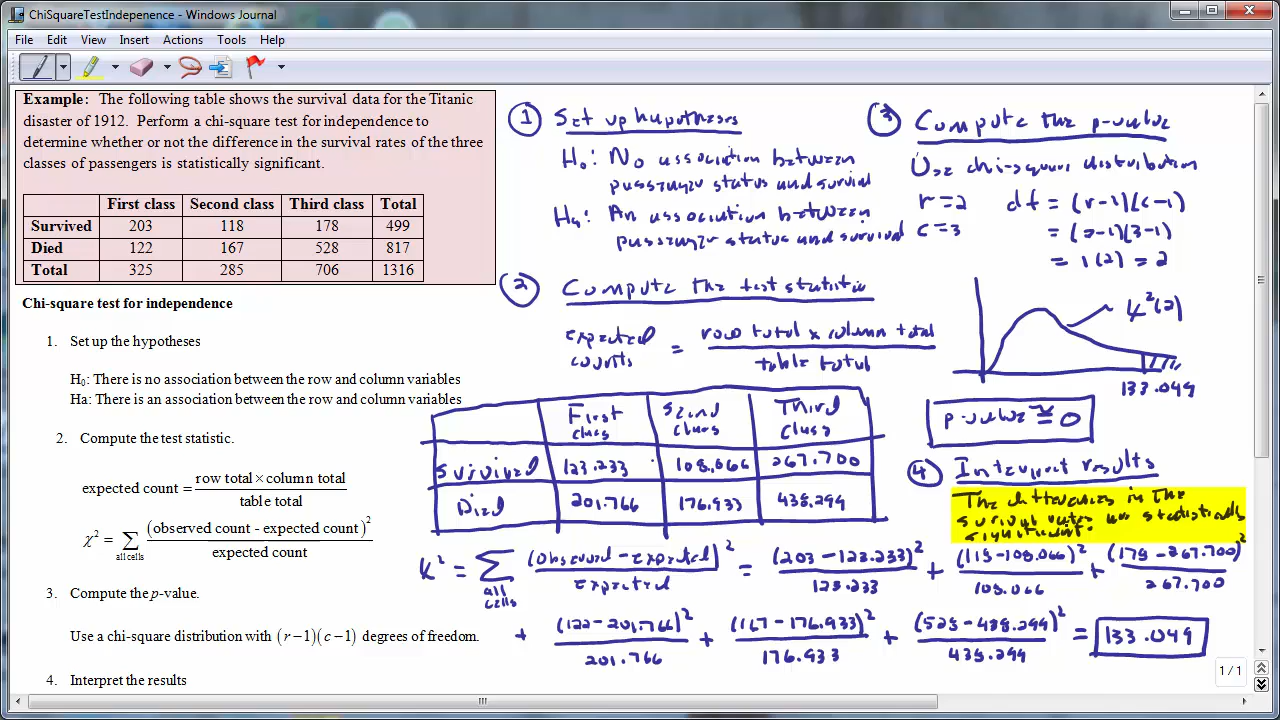 ChiSquareTestIndepenence - Windows Journal
File Edit View Insert Actions Tools Help
Example: The following table shows the survival data for the Titanic
disaster of 1912. Perform a chi-square test for independence to
determine whether or not the difference in the survival rates of the three
classes of passengers is statistically significant.
First class Second class Third class Total
Survived 203 118 178 499
Died 122 167 528 817
Total 325 285 706 1316
Chi-square test for independence
1. Set up the hypotheses
H₀: There is no association between the row and column variables
Ha: There is an association between the row and column variables
2. Compute the test statistic.
expected count = row total × column total / table total
χ² = ∑ all cells (observed count - expected count)² / expected count
3. Compute the p-value.
Use a chi-square distribution with (r−1)(c−1) degrees of freedom.
4. Interpret the results
① Set up hypotheses
H₀: No association between
passenger status and survival
Ha: An association between
passenger status and survival
② Compute the test statistic
expected counts = row total x column total / table total
First class Second class Third class
Survived 123.233 108.066 267.700
Died 201.766 176.933 438.299
χ² = ∑ all cells (observed - expected)² / expected = (203-123.233)² / 123.233 + (118-108.066)² / 108.066 + (178-267.700)² / 267.700
+ (122-201.766)² / 201.766 + (167-176.933)² / 176.933 + (528-438.299)² / 438.299 = 133.049
③ Compute the p-value
Use chi-square distribution
r=2 df = (r-1)(c-1)
c=3 = (2-1)(3-1)
= 1(2) = 2
χ²(2)
133.049
p-value ≅ 0
④ Interpret results
The differences in the
survival rates are statistically
significant.
1/1